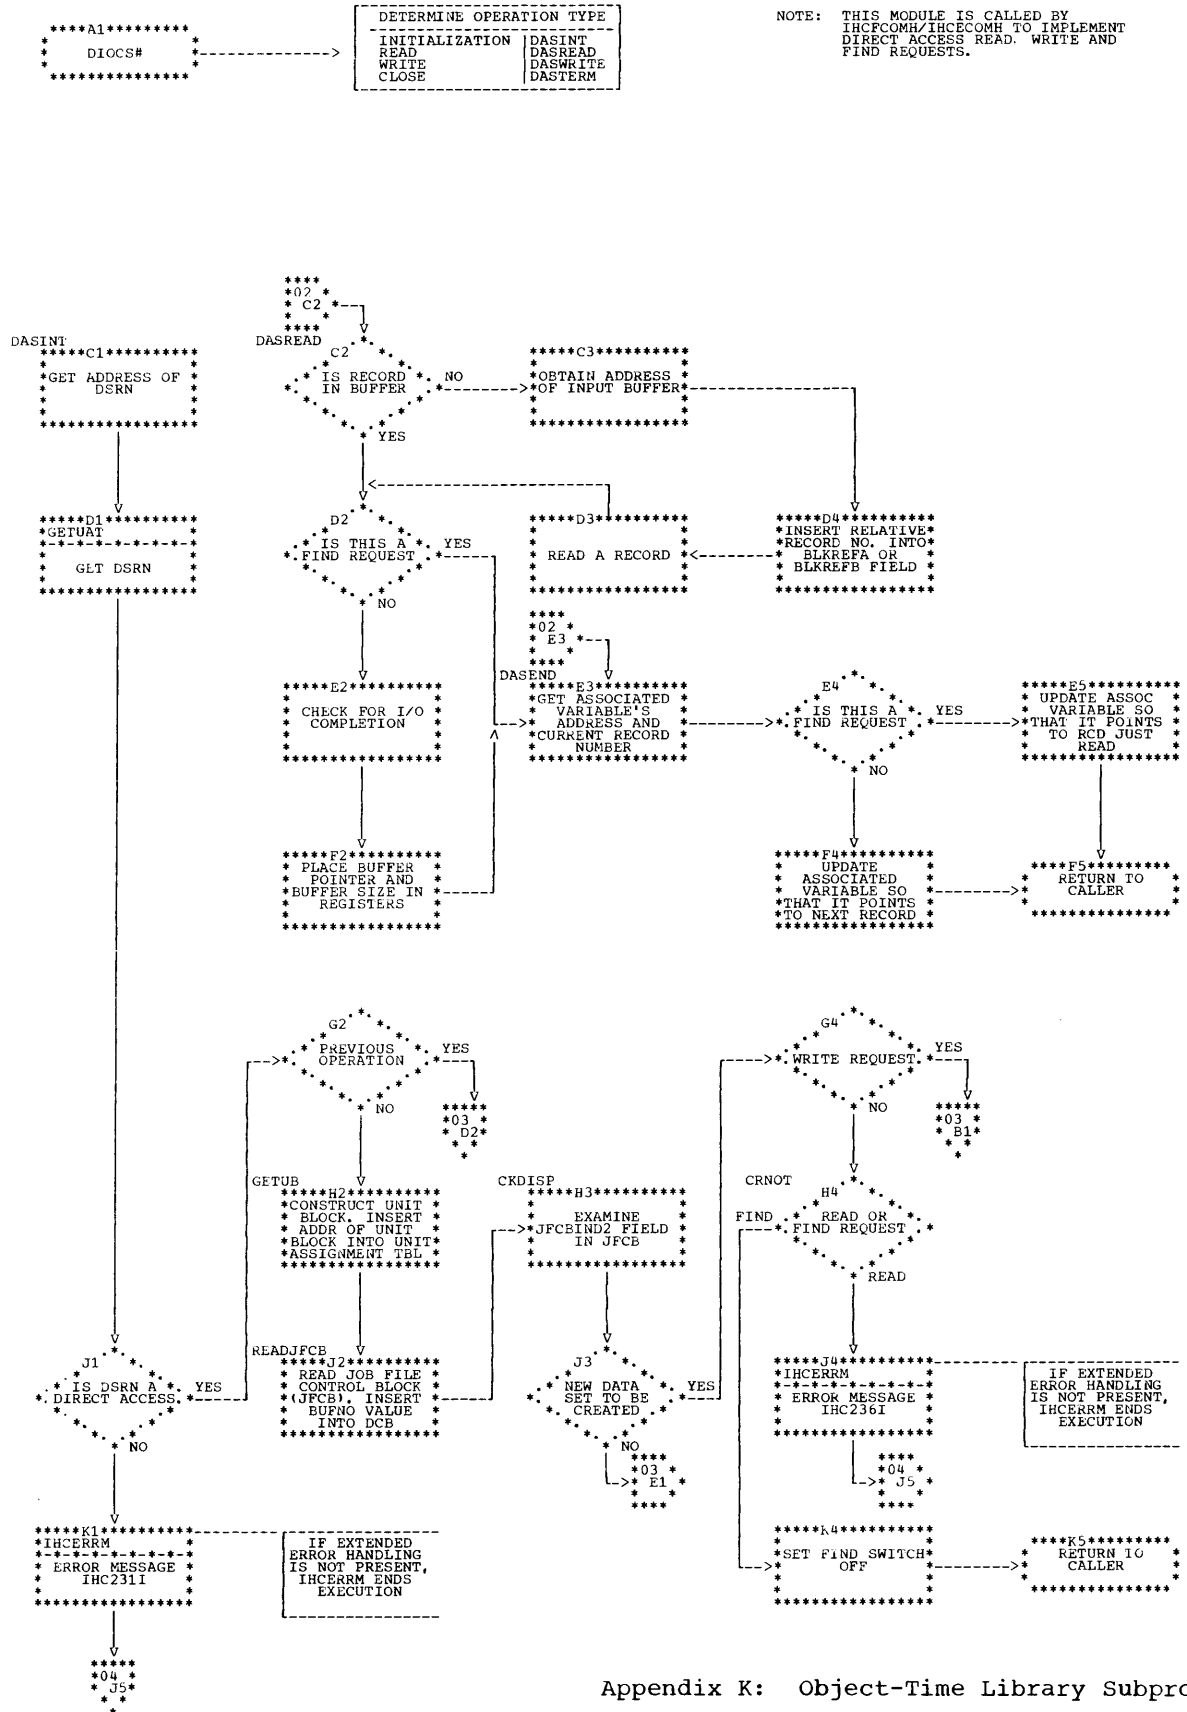 A1
DIOCS#
DETERMINE OPERATION TYPE
INITIALIZATION | DASINT
READ | DASREAD
WRITE | DASWRITE
CLOSE | DASTERM
NOTE: THIS MODULE IS CALLED BY
IHCFCOMH/IHCECOMH TO IMPLEMENT
DIRECT ACCESS READ, WRITE AND
FIND REQUESTS.
02
C2
DASINT
C1
GET ADDRESS OF
DSRN
DASREAD
C2
IS RECORD
IN BUFFER
NO
YES
C3
OBTAIN ADDRESS
OF INPUT BUFFER
D1
GETUAT
GET DSRN
D2
IS THIS A
FIND REQUEST
YES
NO
D3
READ A RECORD
D4
INSERT RELATIVE
RECORD NO. INTO
BLKREFA OR
BLKREFB FIELD
02
E3
E2
CHECK FOR I/O
COMPLETION
DASEND
E3
GET ASSOCIATED
VARIABLE'S
ADDRESS AND
CURRENT RECORD
NUMBER
E4
IS THIS A
FIND REQUEST
YES
NO
E5
UPDATE ASSOC
VARIABLE SO
THAT IT POINTS
TO RCD JUST
READ
F2
PLACE BUFFER
POINTER AND
BUFFER SIZE IN
REGISTERS
F4
UPDATE
ASSOCIATED
VARIABLE SO
THAT IT POINTS
TO NEXT RECORD
F5
RETURN TO
CALLER
G2
PREVIOUS
OPERATION
YES
NO
03
D2
G4
WRITE REQUEST
YES
NO
03
B1
GETUB
H2
CONSTRUCT UNIT
BLOCK. INSERT
ADDR OF UNIT
BLOCK INTO UNIT
ASSIGNMENT TBL
CKDISP
H3
EXAMINE
JFCBIND2 FIELD
IN JFCB
CRNOT
H4
READ OR
FIND REQUEST
FIND
READ
J1
IS DSRN A
DIRECT ACCESS
YES
NO
READJFCB
J2
READ JOB FILE
CONTROL BLOCK
(JFCB), INSERT
BUFNO VALUE
INTO DCB
J3
NEW DATA
SET TO BE
CREATED
YES
NO
03
E1
J4
IHCERRM
ERROR MESSAGE
IHC236I
IF EXTENDED
ERROR HANDLING
IS NOT PRESENT,
IHCERRM ENDS
EXECUTION
04
J5
K1
IHCERRM
ERROR MESSAGE
IHC231I
IF EXTENDED
ERROR HANDLING
IS NOT PRESENT,
IHCERRM ENDS
EXECUTION
K4
SET FIND SWITCH
OFF
K5
RETURN TO
CALLER
04
J5
Appendix K: Object-Time Library Subpro